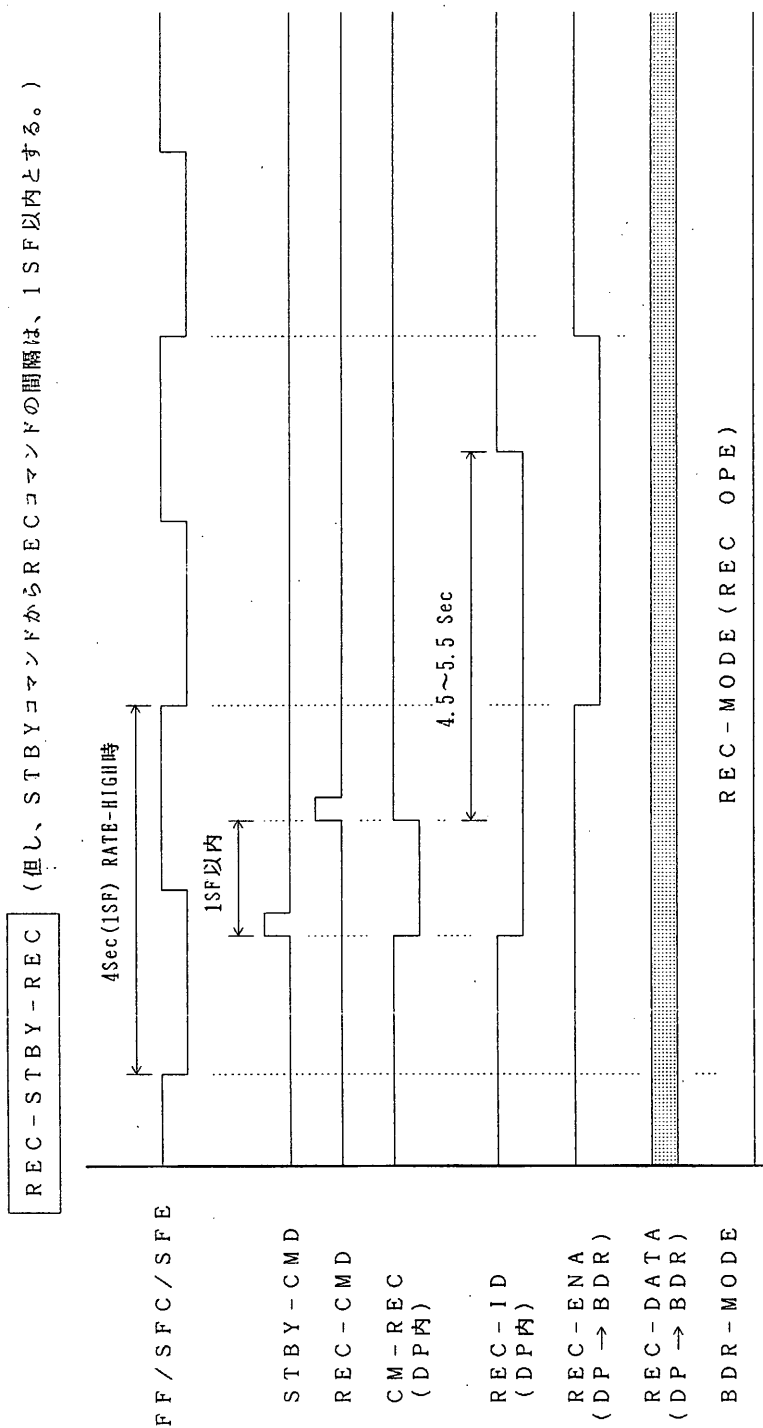 REC-STBY-REC (但し、STBYコマンドからRECコマンドの間隔は、1SF以内とする。)
FF/SFC/SFE
4Sec(1SF) RATE-HIGH時
STBY-CMD
1SF以内
REC-CMD
CM-REC
(DP内)
4.5～5.5 Sec
REC-ID
(DP内)
REC-ENA
(DP → BDR)
REC-DATA
(DP → BDR)
BDR-MODE
REC-MODE(REC OPE)